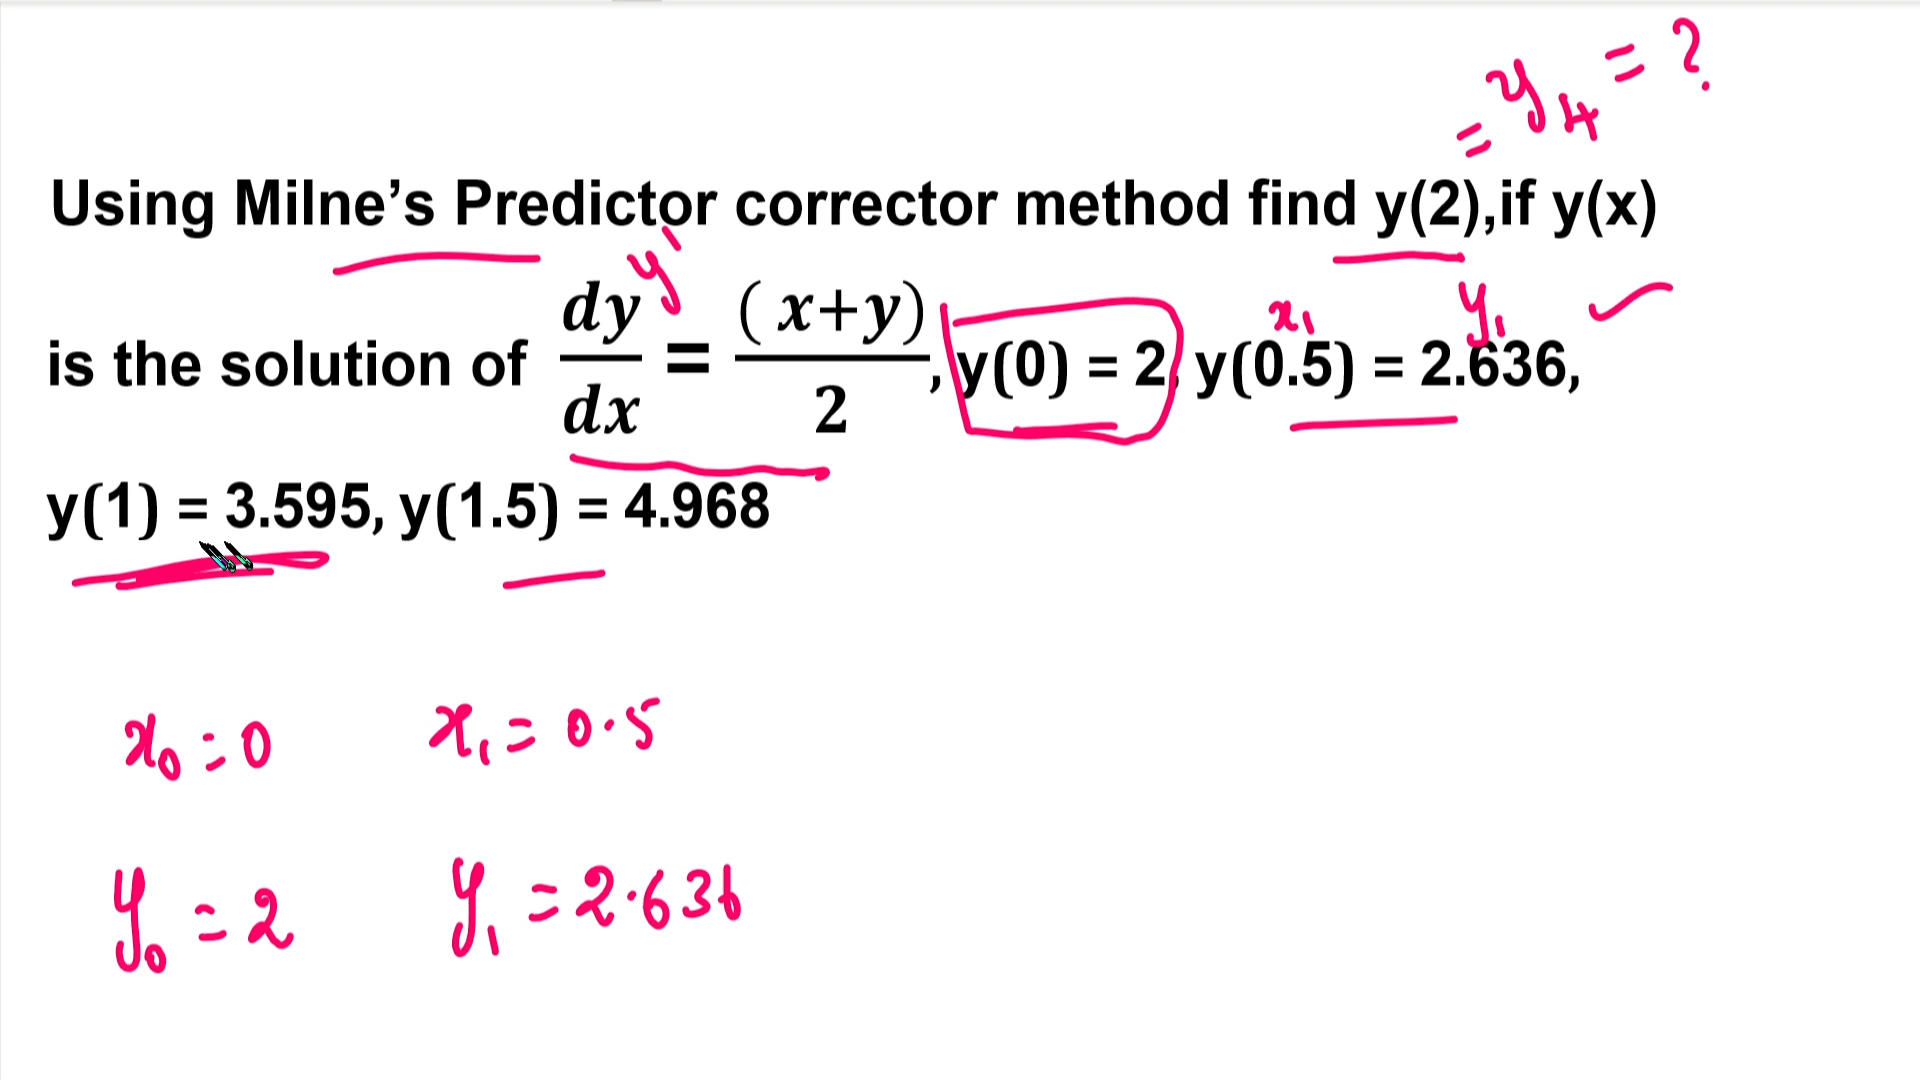 = y₄ = ?
Using Milne’s Predictor corrector method find y(2),if y(x)
y' x₁ y₁
is the solution of dy/dx = (x+y)/2, y(0) = 2, y(0.5) = 2.636,
y(1) = 3.595, y(1.5) = 4.968
x₀ = 0 x₁ = 0.5
y₀ = 2 y₁ = 2.636